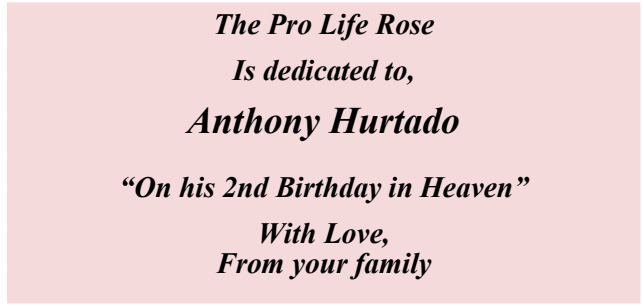 The Pro Life Rose
Is dedicated to,
Anthony Hurtado
“On his 2nd Birthday in Heaven”
With Love,
From your family